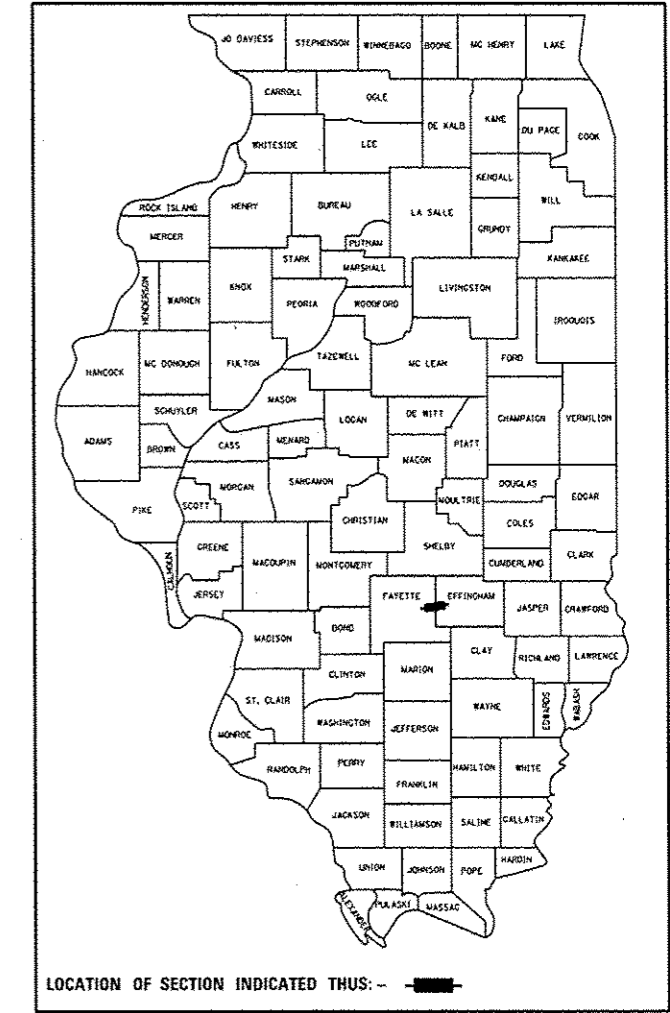 JO DAVIESS
STEPHENSON
WINNEBAGO
BOONE
MC HENRY
LAKE
CARROLL
OGLE
DE KALB
KANE
DU PAGE
COOK
WHITESIDE
LEE
KENDALL
WILL
ROCK ISLAND
HENRY
BUREAU
LA SALLE
GRUNDY
MERCER
PUTNAM
KANKAKEE
STARK
MARSHALL
HENDERSON
WARREN
KNOX
PEORIA
WOODFORD
LIVINGSTON
IROQUOIS
HANCOCK
MC DONOUGH
FULTON
TAZEWELL
MC LEAN
FORD
MASON
SCHUYLER
LOGAN
DE WITT
CHAMPAIGN
VERMILION
ADAMS
BROWN
CASS
MENARD
PIATT
MACON
PIKE
SCOTT
MORGAN
SANGAMON
DOUGLAS
MOULTRIE
EDGAR
CHRISTIAN
COLES
GREENE
MACOUPIN
MONTGOMERY
SHELBY
CUMBERLAND
CLARK
CALHOUN
JERSEY
FAYETTE
EFFINGHAM
JASPER
CRAWFORD
MADISON
BOND
CLAY
RICHLAND
LAWRENCE
CLINTON
MARION
ST. CLAIR
WAYNE
EDWARDS
WABASH
WASHINGTON
JEFFERSON
MONROE
RANDOLPH
PERRY
HAMILTON
WHITE
FRANKLIN
JACKSON
WILLIAMSON
SALINE
GALLATIN
UNION
JOHNSON
POPE
HARDIN
ALEXANDER
PULASKI
MASSAC
LOCATION OF SECTION INDICATED THUS: -